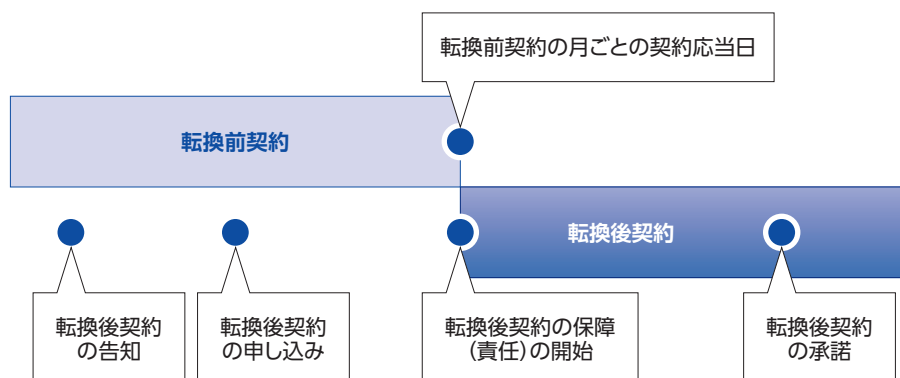 転換前契約の月ごとの契約応当日
転換前契約
転換後契約
転換後契約
の告知
転換後契約
の申し込み
転換後契約の保障
(責任)の開始
転換後契約
の承諾